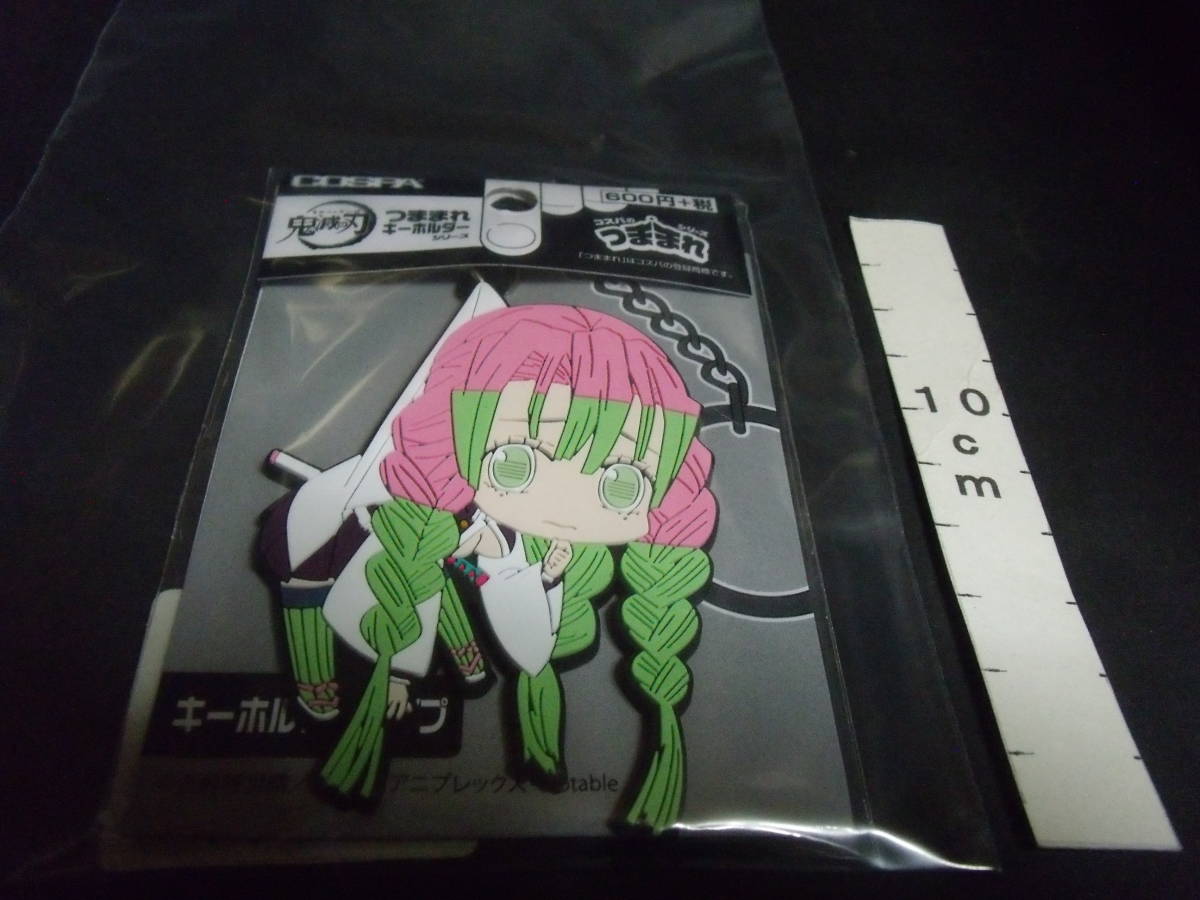 COSPA
600円+税
鬼滅の刃
つままれ
キーホルダー
シリーズ
コスパの
つままれ
シリーズ
「つままれ」はコスパの登録商標です。
10
cm
キーホル
プ
アニプレックス
table